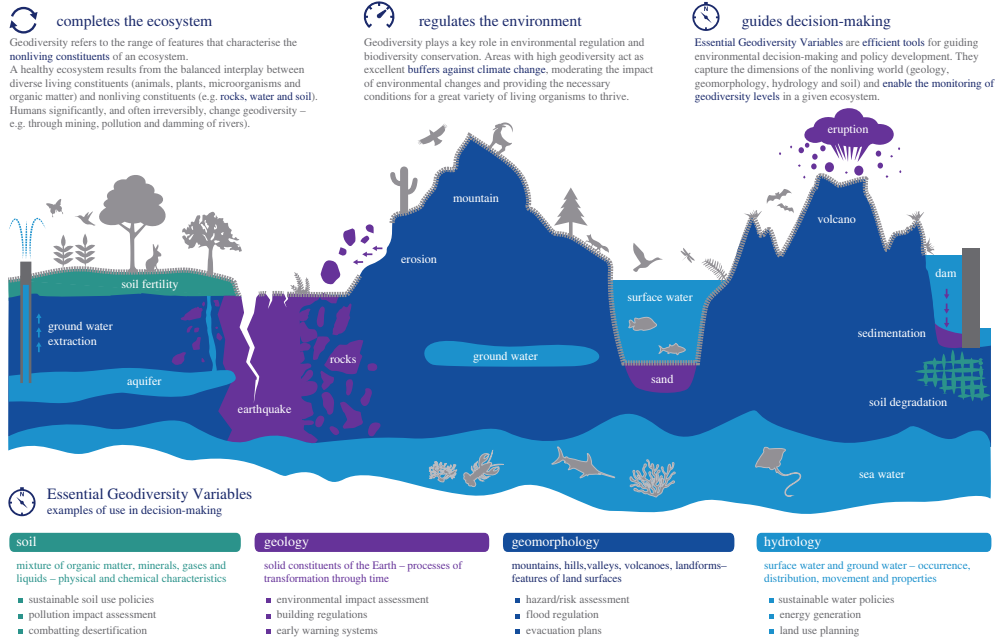 completes the ecosystem
Geodiversity refers to the range of features that characterise the
nonliving constituents of an ecosystem.
A healthy ecosystem results from the balanced interplay between
diverse living constituents (animals, plants, microorganisms and
organic matter) and nonliving constituents (e.g. rocks, water and soil).
Humans significantly, and often irreversibly, change geodiversity –
e.g. through mining, pollution and damming of rivers).
regulates the environment
Geodiversity plays a key role in environmental regulation and
biodiversity conservation. Areas with high geodiversity act as
excellent buffers against climate change, moderating the impact
of environmental changes and providing the necessary
conditions for a great variety of living organisms to thrive.
N
guides decision-making
Essential Geodiversity Variables are efficient tools for guiding
environmental decision-making and policy development. They
capture the dimensions of the nonliving world (geology,
geomorphology, hydrology and soil) and enable the monitoring of
geodiversity levels in a given ecosystem.
eruption
mountain
volcano
erosion
soil fertility
dam
surface water
ground water
extraction
sedimentation
rocks
ground water
aquifer
sand
soil degradation
earthquake
sea water
N
Essential Geodiversity Variables
examples of use in decision-making
soil
mixture of organic matter, minerals, gases and
liquids – physical and chemical characteristics
sustainable soil use policies
pollution impact assessment
combatting desertification
geology
solid constituents of the Earth – processes of
transformation through time
environmental impact assessment
building regulations
early warning systems
geomorphology
mountains, hills,valleys, volcanoes, landforms–
features of land surfaces
hazard/risk assessment
flood regulation
evacuation plans
hydrology
surface water and ground water – occurrence,
distribution, movement and properties
sustainable water policies
energy generation
land use planning